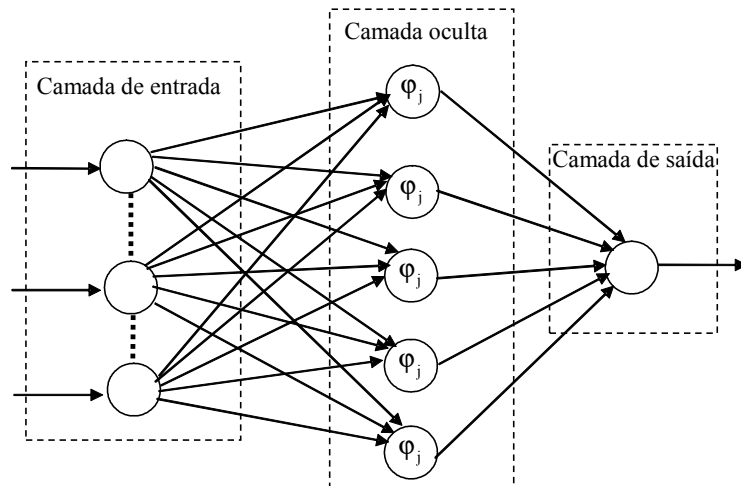 Camada de entrada
Camada oculta
φj
φj
φj
φj
φj
Camada de saída